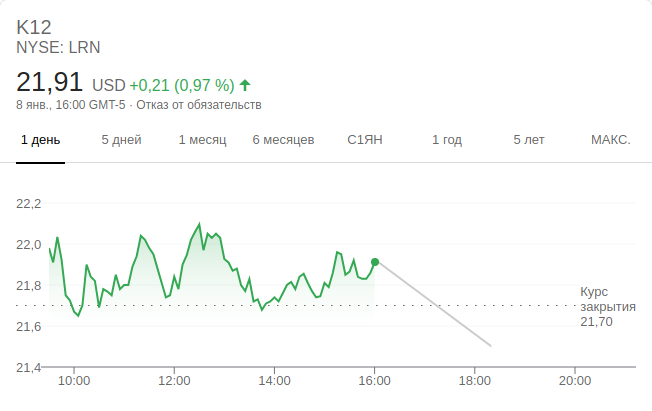 K12
NYSE: LRN
21,91 USD +0,21 (0,97 %)
8 янв., 16:00 GMT-5 · Отказ от обязательств
1 день 5 дней 1 месяц 6 месяцев С1ЯН 1 год 5 лет МАКС.
22,2
22,0
21,8
21,6
21,4
Курс
закрытия
21,70
10:00 12:00 14:00 16:00 18:00 20:00